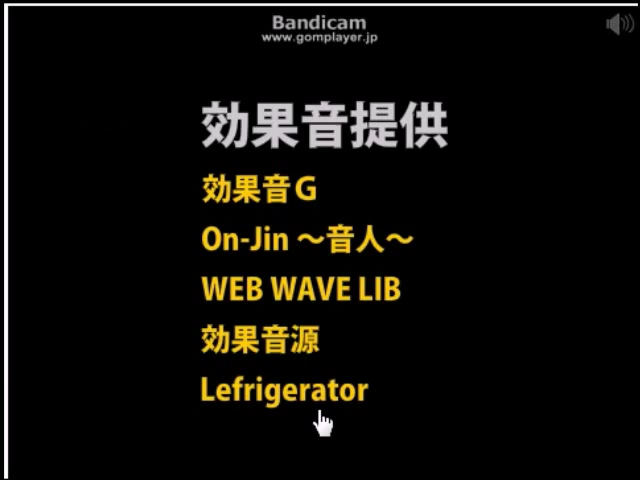 Bandicam
www.gomplayer.jp
効果音提供
効果音G
On-Jin ～音人～
WEB WAVE LIB
効果音源
Lefrigerator